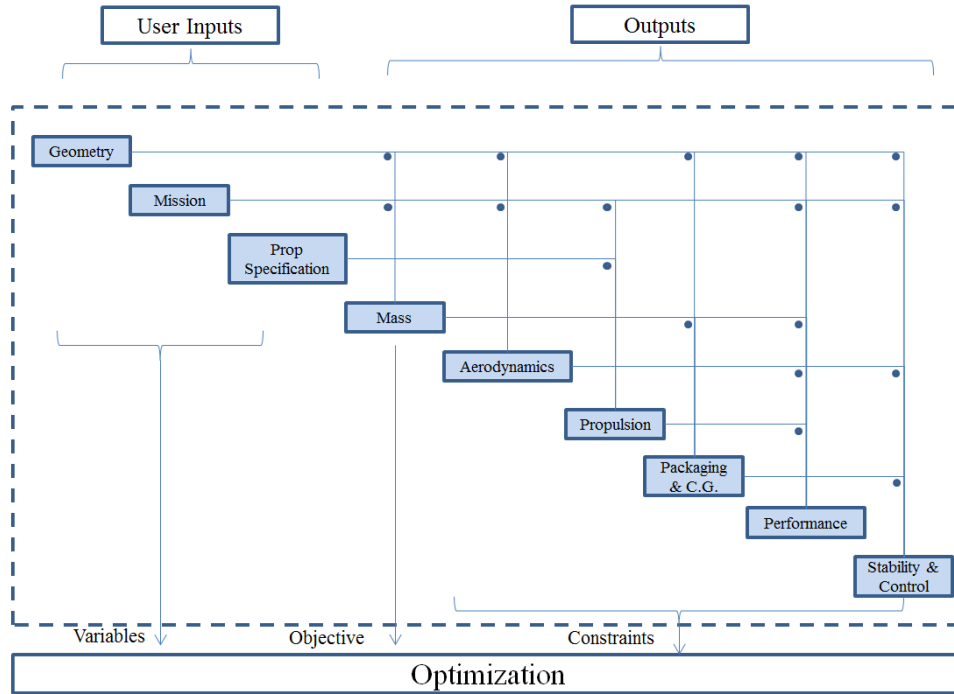 User Inputs
Outputs
Geometry
Mission
Prop
Specification
Mass
Aerodynamics
Propulsion
Packaging
& C.G.
Performance
Stability &
Control
Variables
Objective
Constraints
Optimization